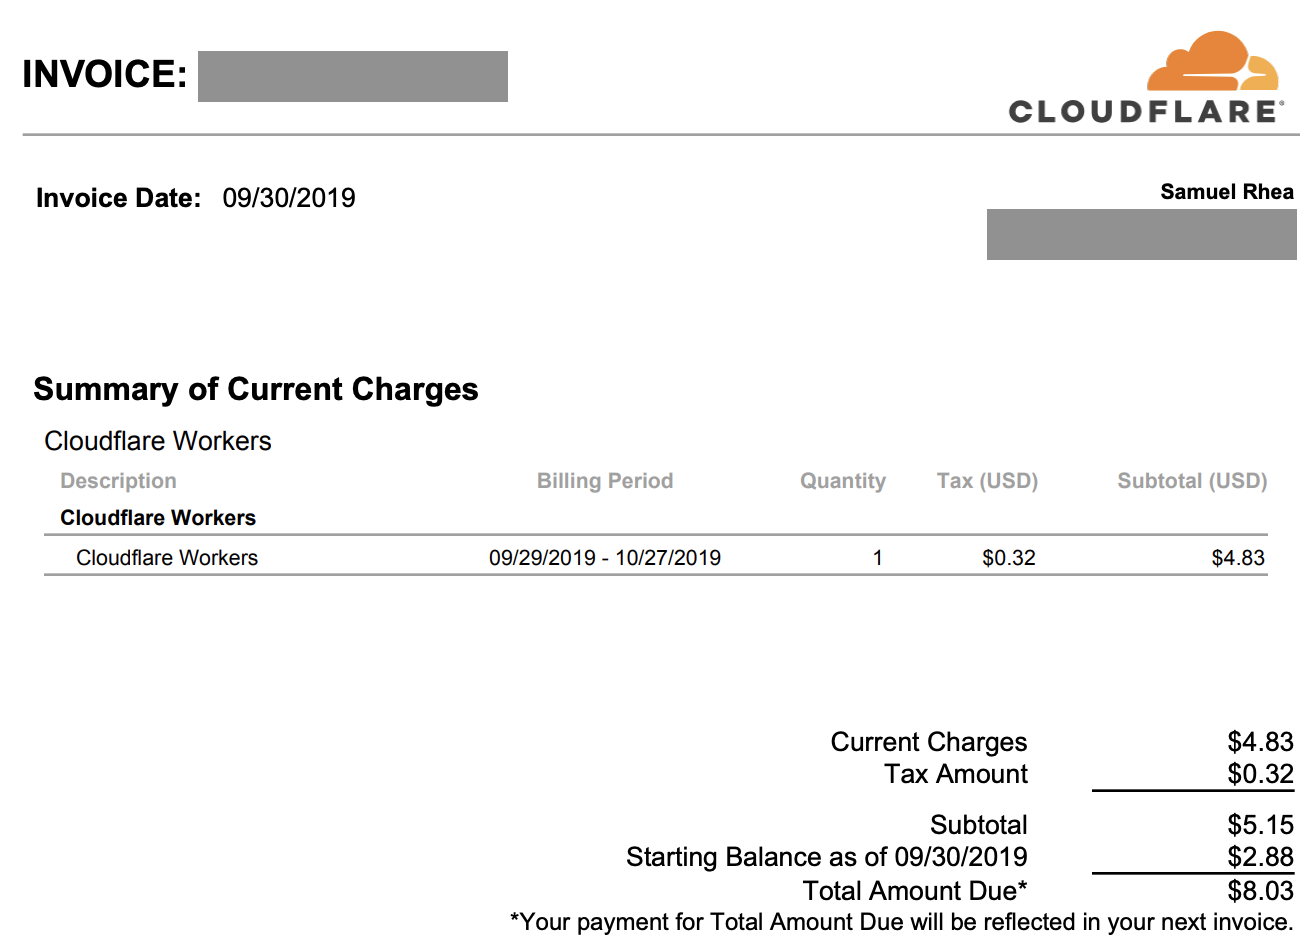 INVOICE:
CLOUDFLARE®
Invoice Date: 09/30/2019
Samuel Rhea
Summary of Current Charges
Cloudflare Workers
Description Billing Period Quantity Tax (USD) Subtotal (USD)
Cloudflare Workers
Cloudflare Workers 09/29/2019 - 10/27/2019 1 $0.32 $4.83
Current Charges $4.83
Tax Amount $0.32
Subtotal $5.15
Starting Balance as of 09/30/2019 $2.88
Total Amount Due* $8.03
*Your payment for Total Amount Due will be reflected in your next invoice.